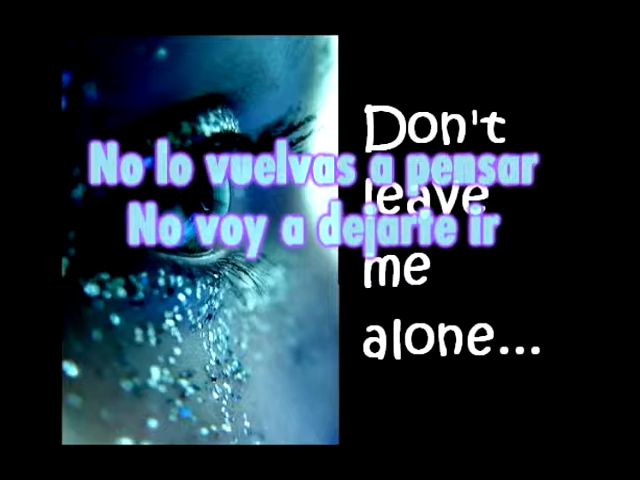 No lo vuelvas a pensar
No voy a dejarte ir
Don't
leave
me
alone...